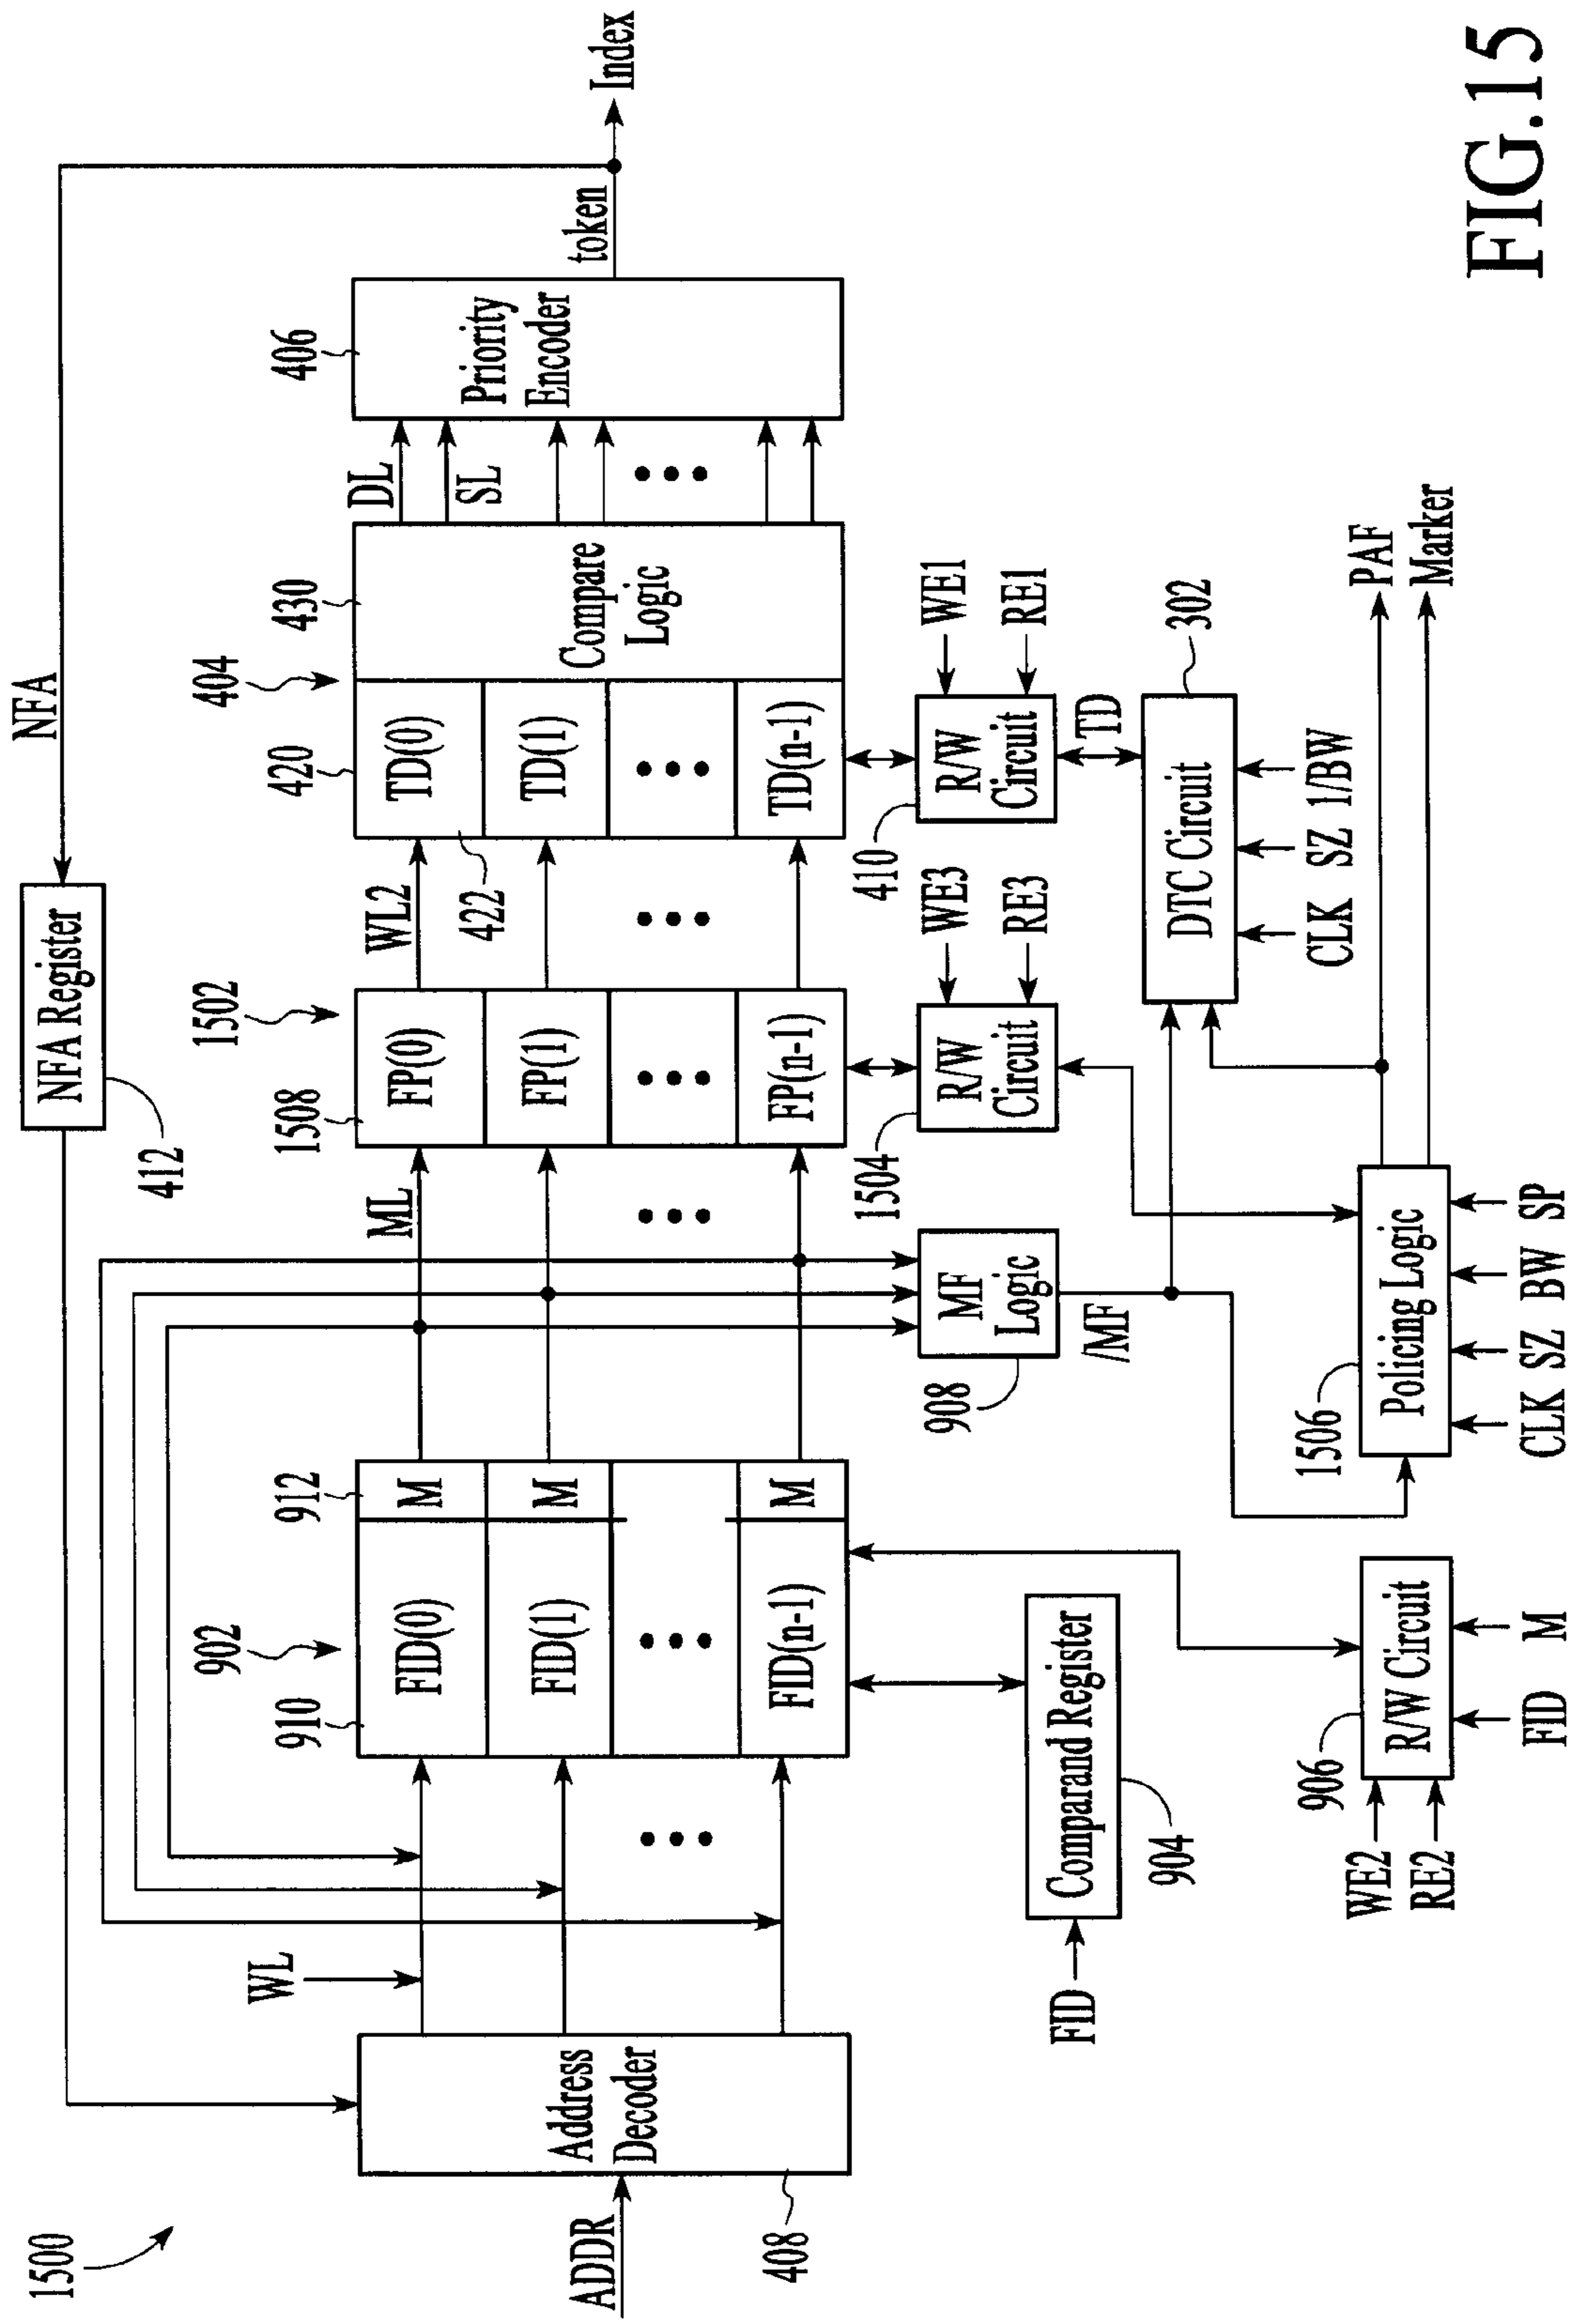 FIG.15
1500
NFA
NFA Register
412
ADDR
Address
Decoder
408
WL
902
910
912
FID(0)
M
FID(1)
M
FID(n-1)
M
ML
1502
1508
FP(0)
FP(1)
FP(n-1)
WL2
422
404
420
430
TD(0)
TD(1)
TD(n-1)
Compare
Logic
DL
SL
406
Priority
Encoder
token
Index
FID
Comparand Register
904
MF
Logic
908
/MF
R/W
Circuit
1504
WE3
RE3
R/W
Circuit
410
WE1
RE1
TD
DTC Circuit
302
CLK SZ 1/BW
WE2
RE2
R/W Circuit
906
FID M
Policing Logic
1506
CLK SZ BW SP
PAF
Marker